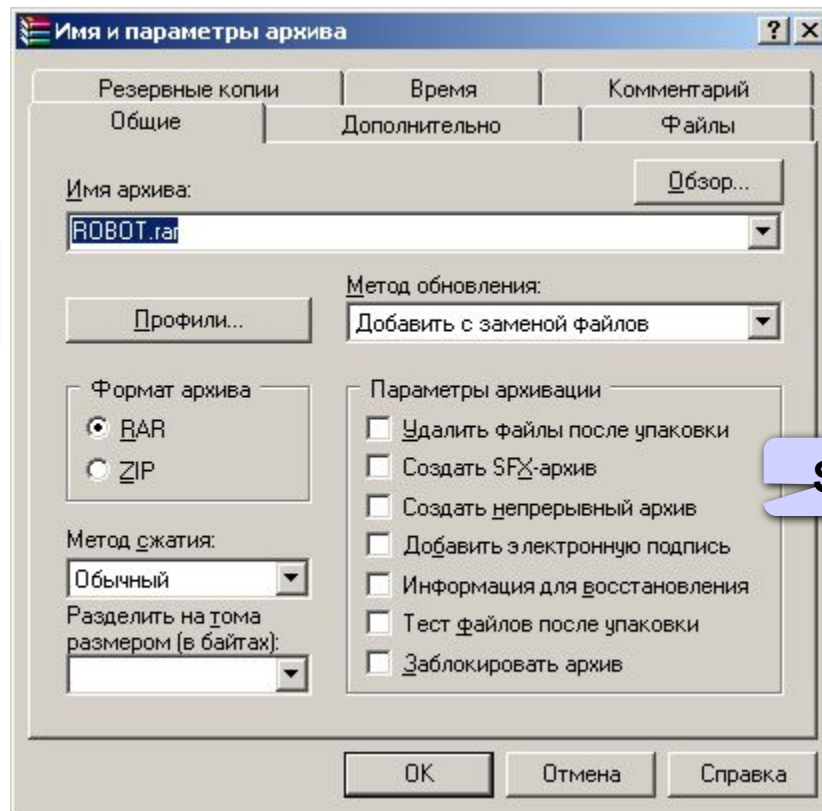 Имя и параметры архива
Резервные копии Время Комментарий
Общие Дополнительно Файлы
Имя архива:
Обзор...
ROBOT.rar
Профили...
Метод обновления:
Добавить с заменой файлов
Формат архива
RAR
ZIP
Метод сжатия:
Обычный
Разделить на тома
размером (в байтах):
Параметры архивации
Удалить файлы после упаковки
Создать SFX-архив
Создать непрерывный архив
Добавить электронную подпись
Информация для восстановления
Тест файлов после упаковки
Заблокировать архив
OK Отмена Справка